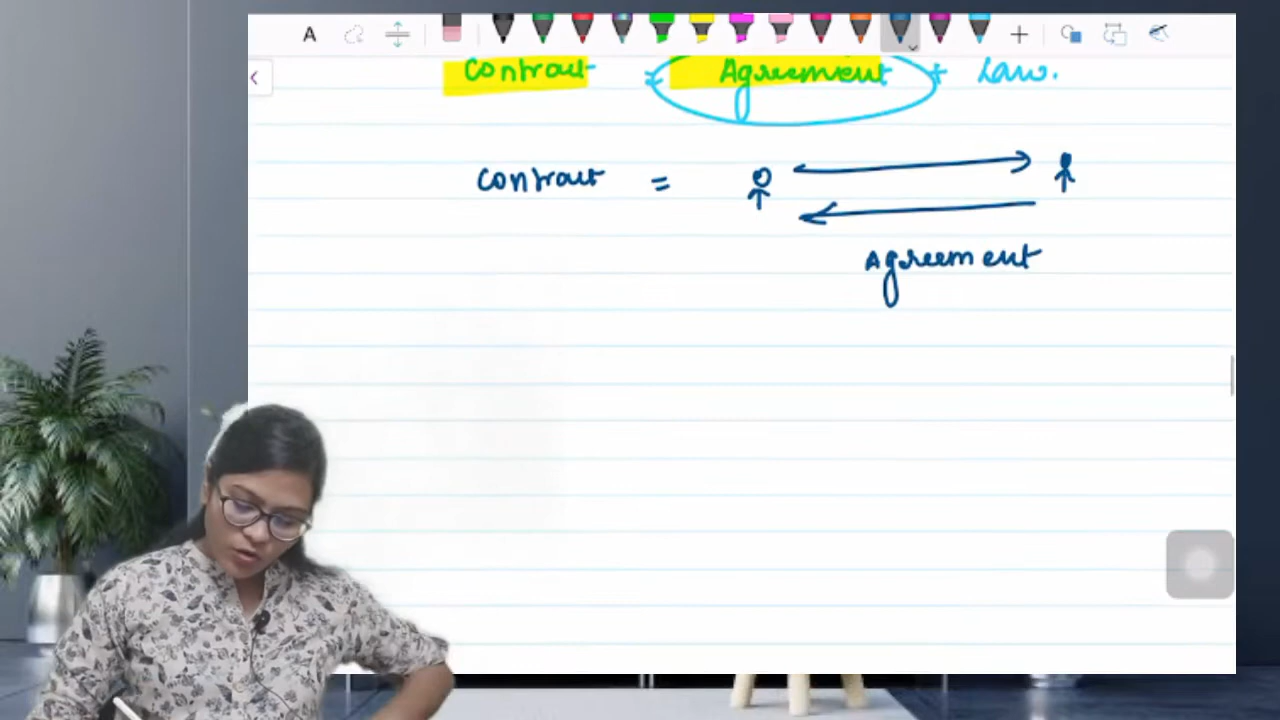 A
Contract = Agreement + Law.
Contract =
Agreement